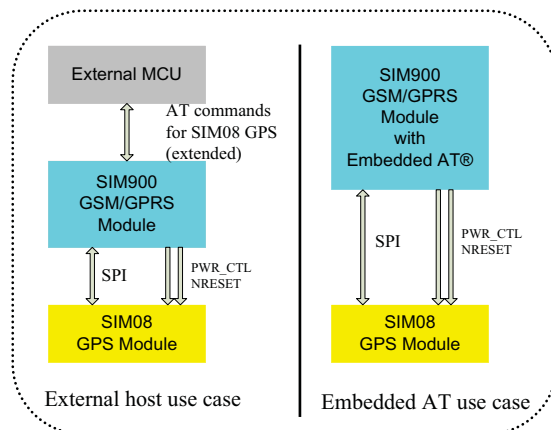 External MCU
AT commands
for SIM08 GPS
(extended)
SIM900
GSM/GPRS
Module
SPI
PWR_CTL
NRESET
SIM08
GPS Module
External host use case
SIM900
GSM/GPRS
Module
with
Embedded AT®
SPI
PWR_CTL
NRESET
SIM08
GPS Module
Embedded AT use case